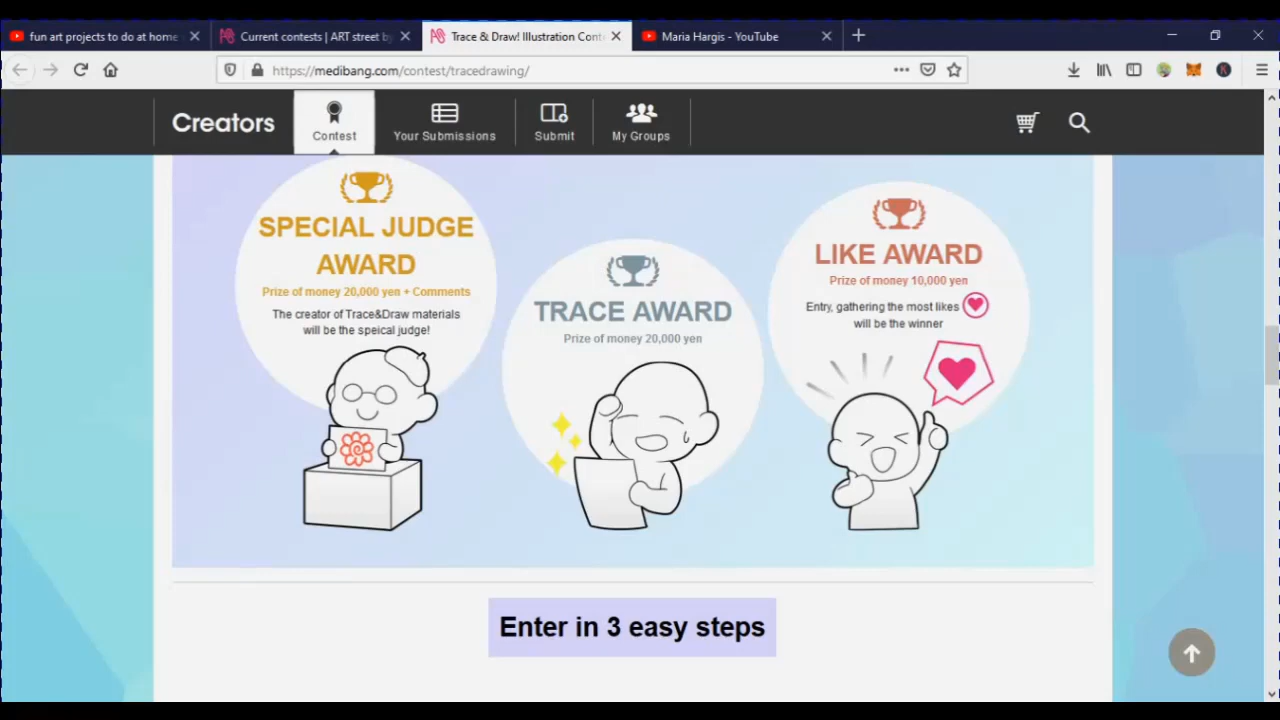 fun art projects to do at home
Current contests | ART street by
Trace & Draw! Illustration Conte
Maria Hargis - YouTube
https://medibang.com/contest/tracedrawing/
Creators
Contest
Your Submissions
Submit
My Groups
SPECIAL JUDGE
AWARD
Prize of money 20,000 yen + Comments
The creator of Trace&Draw materials
will be the speical judge!
TRACE AWARD
Prize of money 20,000 yen
LIKE AWARD
Prize of money 10,000 yen
Entry, gathering the most likes
will be the winner
Enter in 3 easy steps